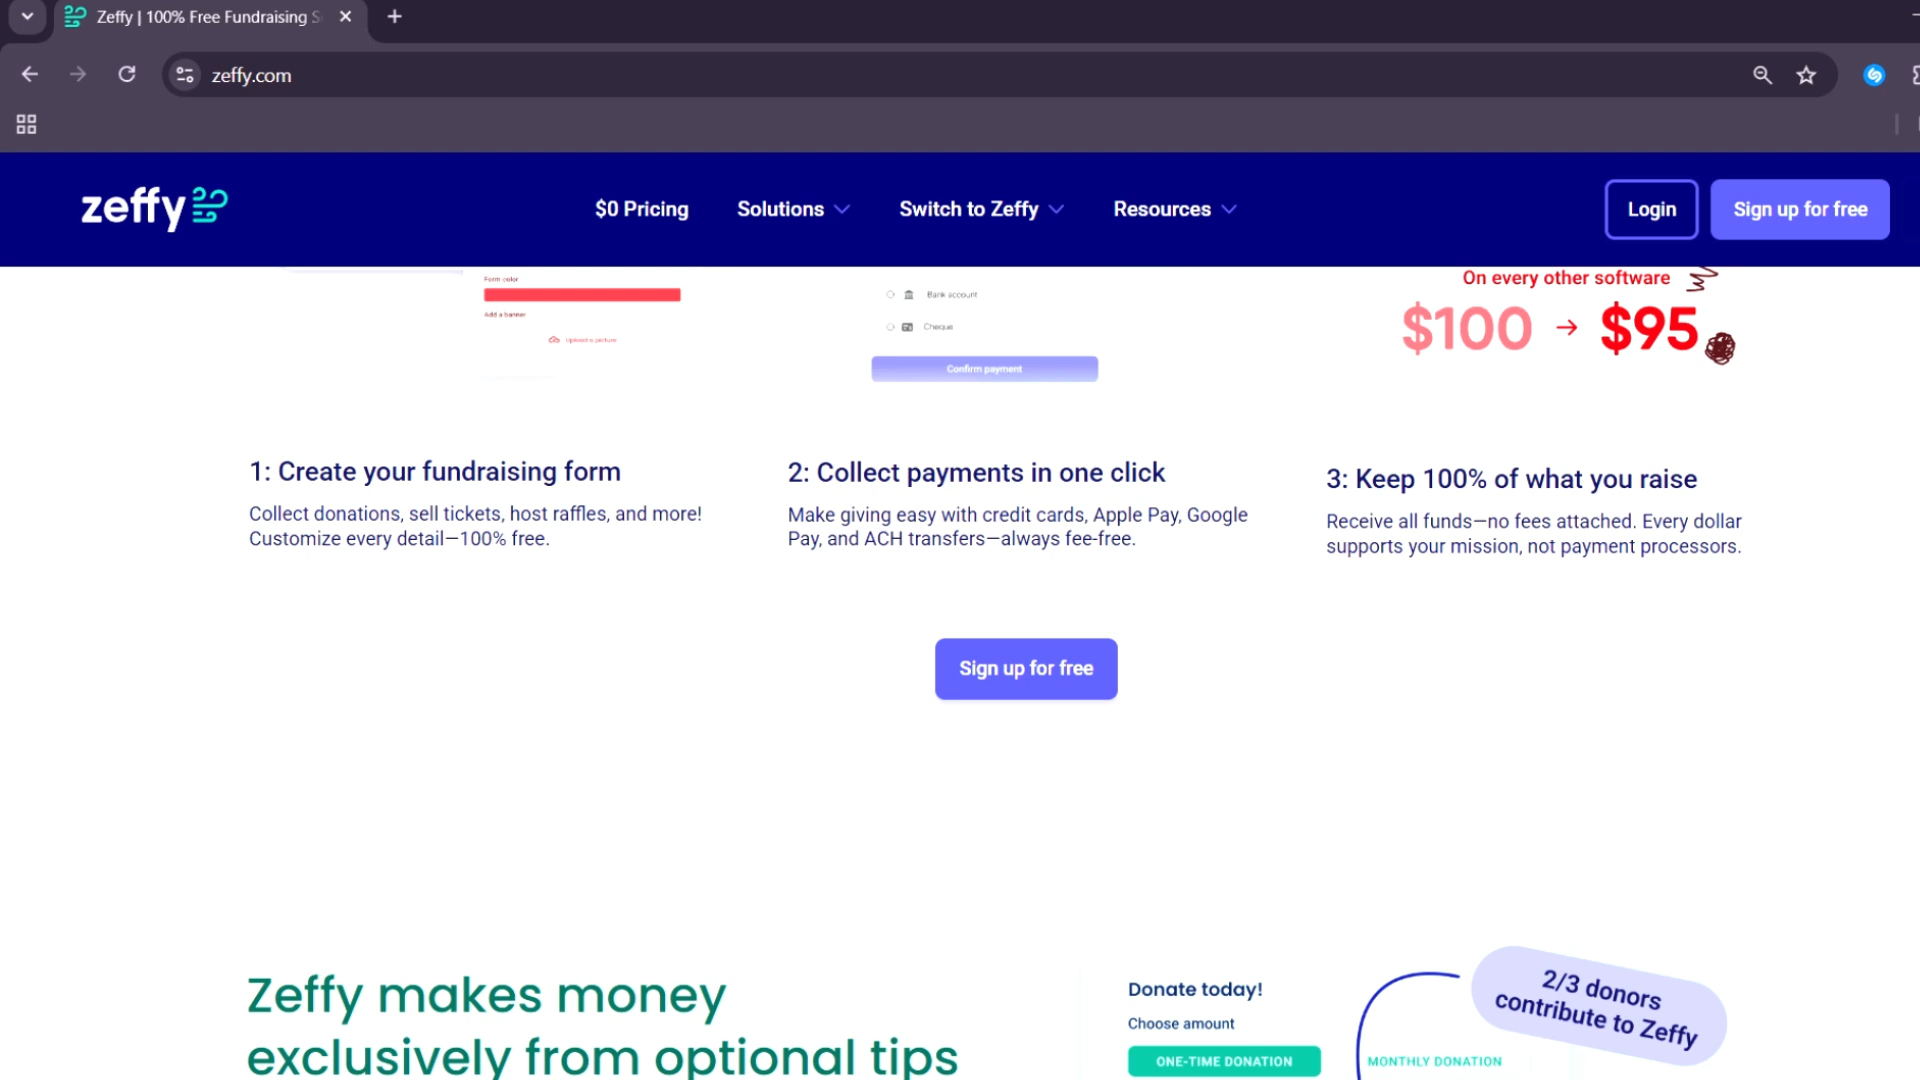 Zeffy | 100% Free Fundraising S
zeffy.com
zeffy
$0 Pricing
Solutions
Switch to Zeffy
Resources
Login
Sign up for free
Form color
Add a banner
Upload a picture
Bank account
Cheque
Confirm payment
On every other software
$100 → $95
1: Create your fundraising form
Collect donations, sell tickets, host raffles, and more!
Customize every detail—100% free.
2: Collect payments in one click
Make giving easy with credit cards, Apple Pay, Google
Pay, and ACH transfers—always fee-free.
3: Keep 100% of what you raise
Receive all funds—no fees attached. Every dollar
supports your mission, not payment processors.
Sign up for free
Zeffy makes money
exclusively from optional tips
Donate today!
Choose amount
ONE-TIME DONATION
MONTHLY DONATION
2/3 donors
contribute to Zeffy